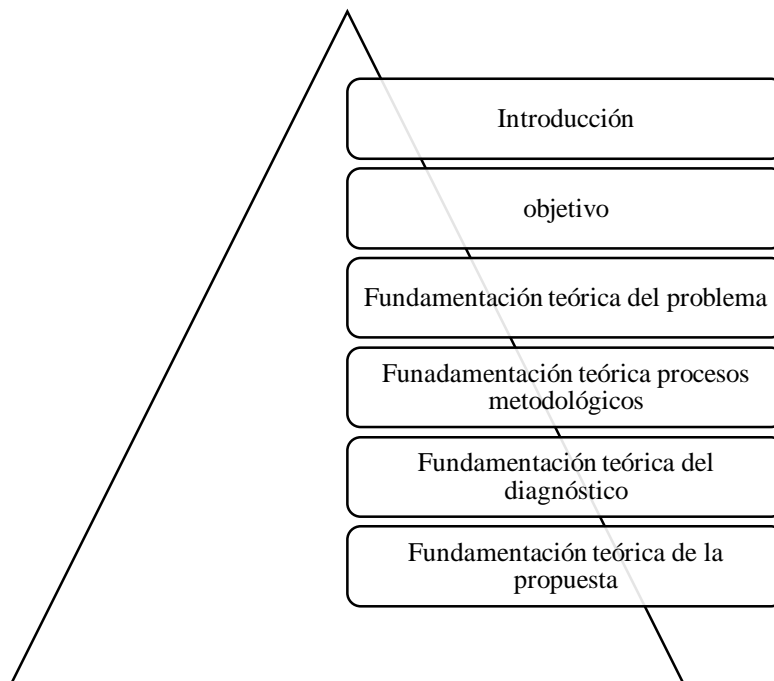 Introducción
objetivo
Fundamentación teórica del problema
Funadamentación teórica procesos
metodológicos
Fundamentación teórica del
diagnóstico
Fundamentación teórica de la
propuesta